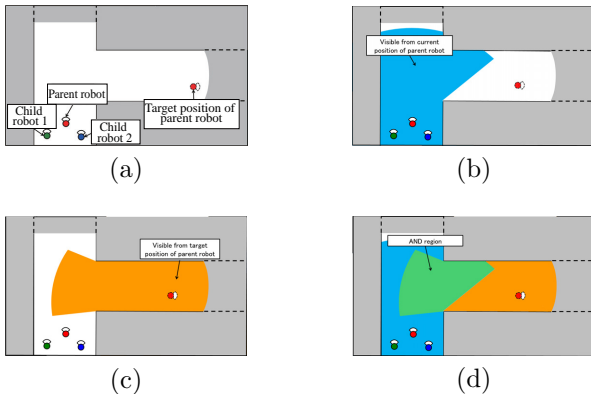 Parent robot
Child
robot 1
Child
robot 2
Target position of
parent robot
(a)
Visible from current
position of parent robot
(b)
Visible from target
position of parent robot
(c)
AND region
(d)